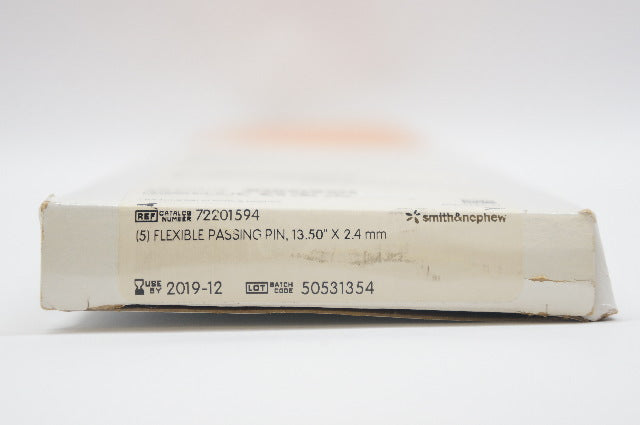 REF CATALOG NUMBER 72201594
smith&nephew
(5) FLEXIBLE PASSING PIN, 13.50" X 2.4 mm
USE BY 2019-12 LOT BATCH CODE 50531354